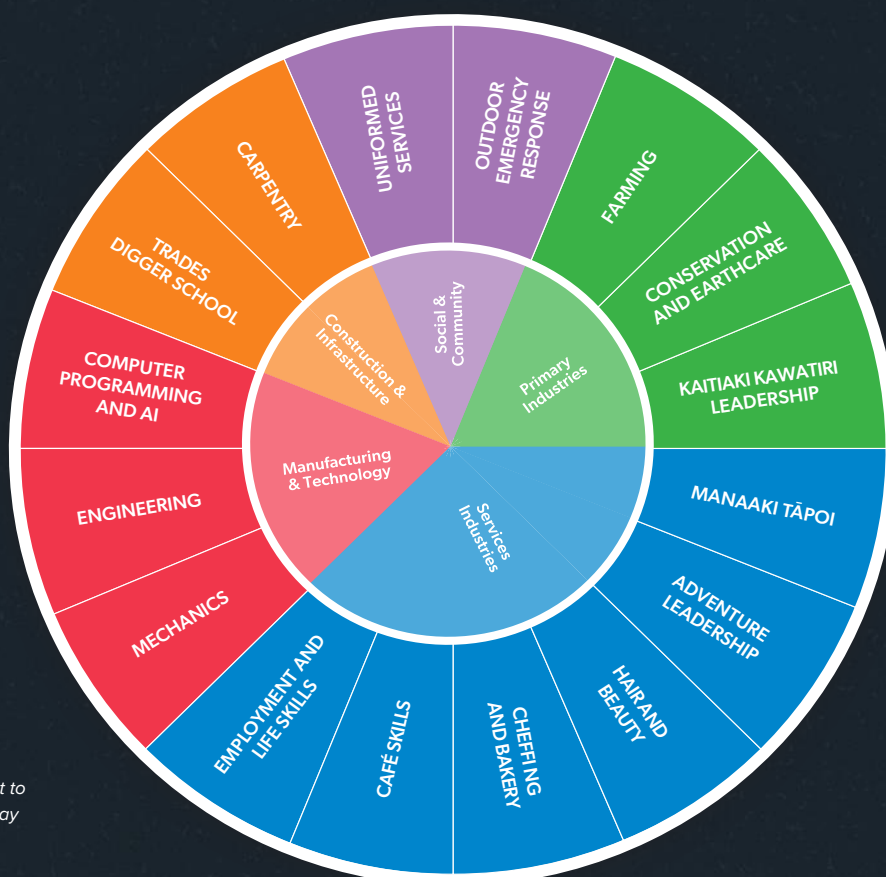 UNIFORMED
SERVICES
OUTDOOR
EMERGENCY
RESPONSE
FARMING
CONSERVATION
AND EARTHCARE
KAITIAKI KAWATIRI
LEADERSHIP
MANAAKI TĀPOI
ADVENTURE
LEADERSHIP
HAIR AND
BEAUTY
CHEFFING
AND BAKERY
CAFÉ SKILLS
EMPLOYMENT AND
LIFE SKILLS
MECHANICS
ENGINEERING
COMPUTER
PROGRAMMING
AND AI
TRADES
DIGGER SCHOOL
CARPENTRY
Social &
Community
Primary
Industries
Services
Industries
Manufacturing
& Technology
Construction &
Infrastructure
to